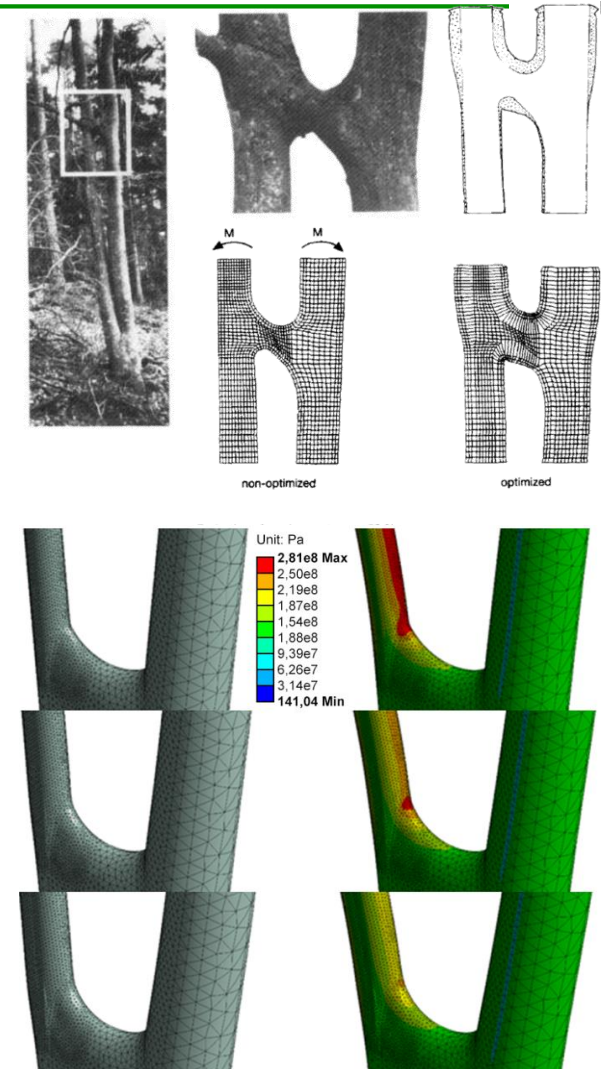 M
M
non-optimized
optimized
Unit: Pa
2,81e8 Max
2,50e8
2,19e8
1,87e8
1,54e8
1,88e8
9,39e7
6,26e7
3,14e7
141,04 Min